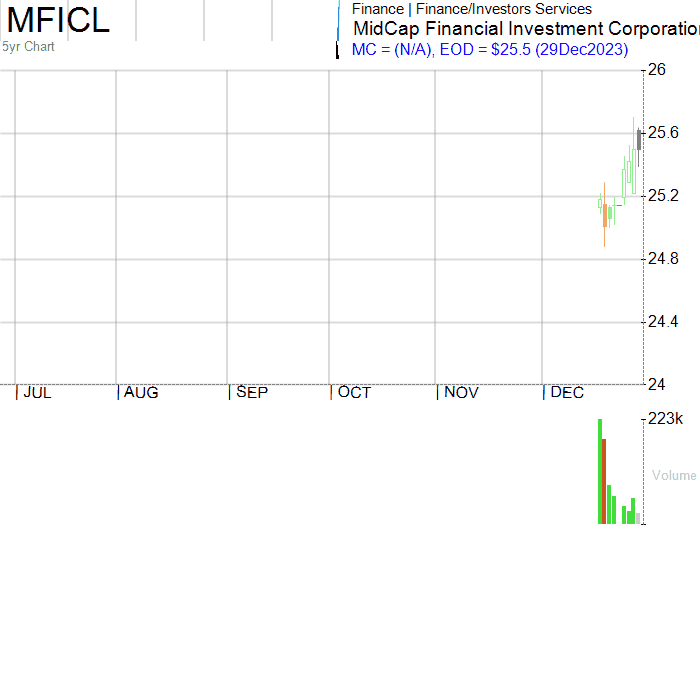 MFICL
5yr Chart
Finance | Finance/Investors Services
MidCap Financial Investment Corporation
MC = (N/A), EOD = $25.5 (29Dec2023)
26
25.6
25.2
24.8
24.4
24
JUL AUG SEP OCT NOV DEC
223k
Volume